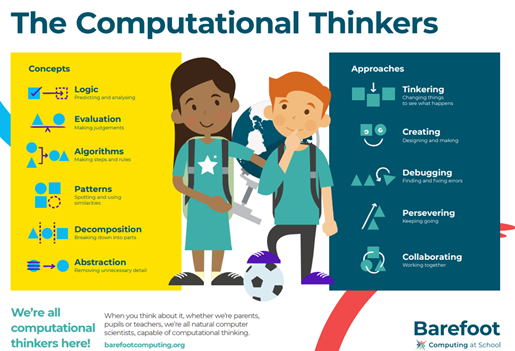 The Computational Thinkers
Concepts
Logic
Predicting and analysing
Evaluation
Making judgements
Algorithms
Making steps and rules
Patterns
Spotting and using
similarities
Decomposition
Breaking down into parts
Abstraction
Removing unnecessary detail
Approaches
Tinkering
Changing things
to see what happens
Creating
Designing and making
Debugging
Finding and fixing errors
Persevering
Keeping going
Collaborating
Working together
We're all
computational
thinkers here!
When you think about it, whether we're parents,
pupils or teachers, we're all natural computer
scientists, capable of computational thinking.
barefootcomputing.org
Barefoot
Computing at School